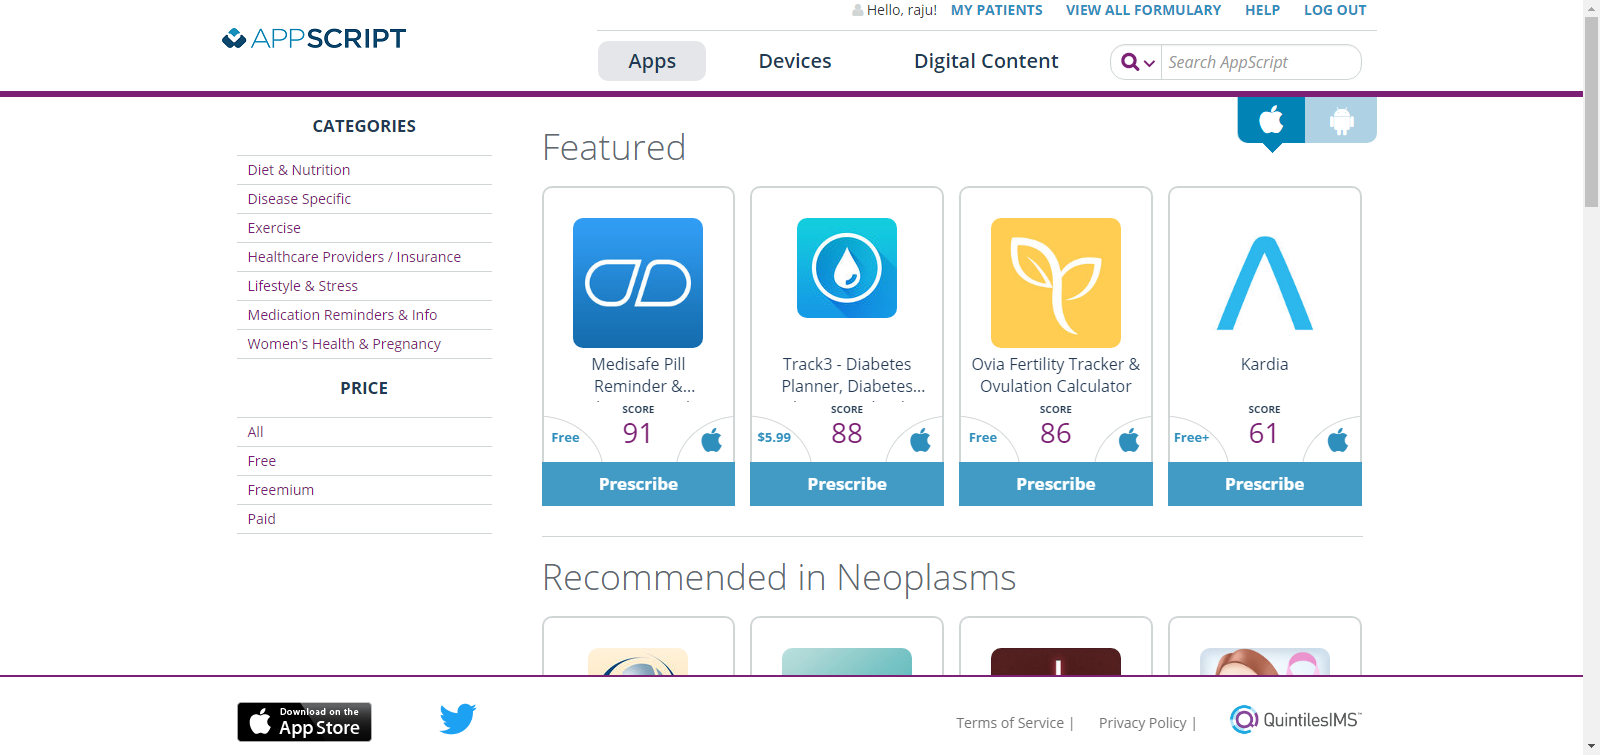 Hello, raju! MY PATIENTS VIEW ALL FORMULARY HELP LOG OUT
APPSCRIPT
Apps Devices Digital Content Search AppScript
CATEGORIES
Diet & Nutrition
Disease Specific
Exercise
Healthcare Providers / Insurance
Lifestyle & Stress
Medication Reminders & Info
Women's Health & Pregnancy
PRICE
All
Free
Freemium
Paid
Featured
Medisafe Pill
Reminder &...
SCORE
Free 91
Prescribe
Track3 - Diabetes
Planner, Diabetes...
SCORE
$5.99 88
Prescribe
Ovia Fertility Tracker &
Ovulation Calculator
SCORE
Free 86
Prescribe
Kardia
SCORE
Free+ 61
Prescribe
Recommended in Neoplasms
Download on the
App Store
Terms of Service |
Privacy Policy |
QuintilesIMS™